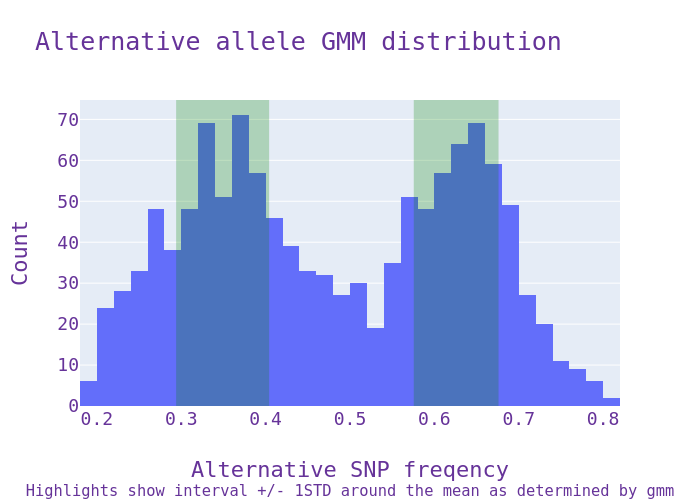 Alternative allele GMM distribution
70
60
50
40
30
20
10
0
Count
0.2 0.3 0.4 0.5 0.6 0.7 0.8
Alternative SNP freqency
Highlights show interval +/- 1STD around the mean as determined by gmm